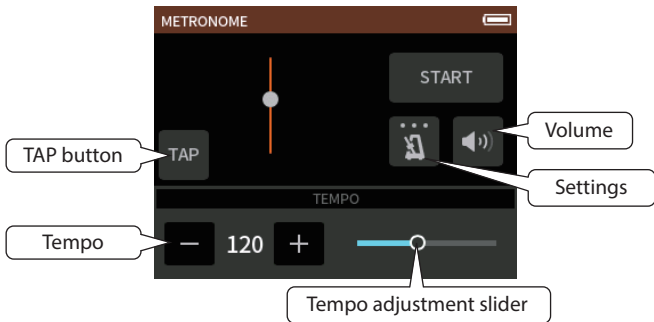 METRONOME
START
Volume
TAP button
TAP
Settings
TEMPO
Tempo
− 120 +
Tempo adjustment slider